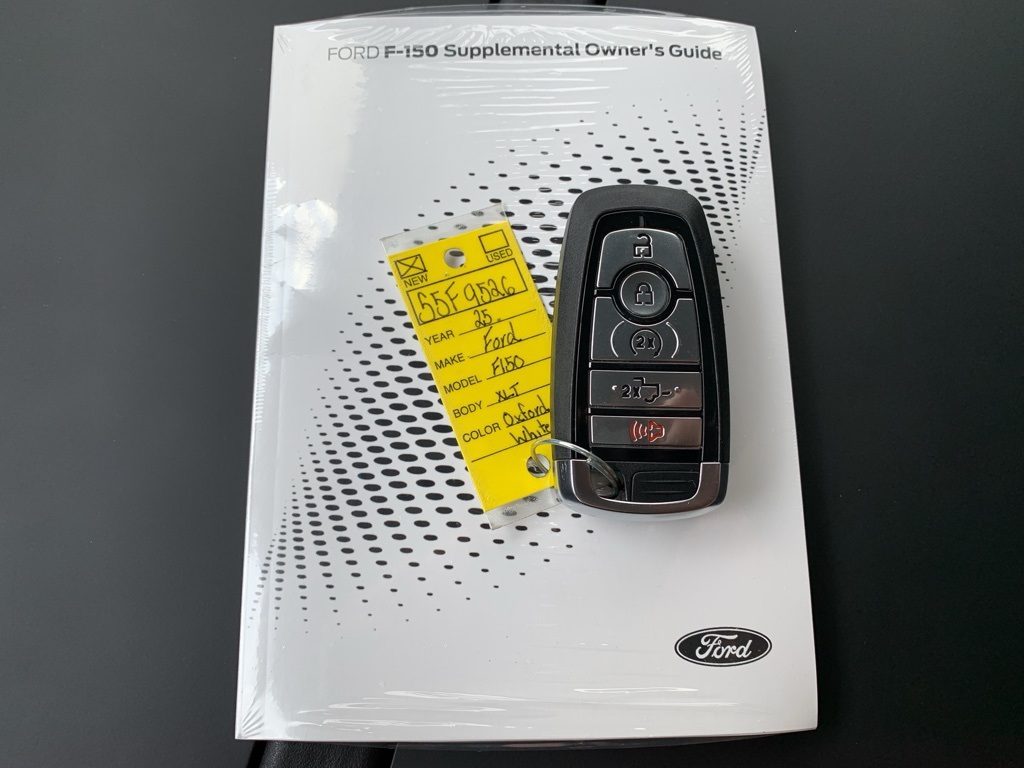 FORD F-150 Supplemental Owner's Guide
NEW
USED
S5F9526
YEAR 25
MAKE Ford
MODEL F150
BODY XLT
COLOR Oxford
White
2x
2x
Ford